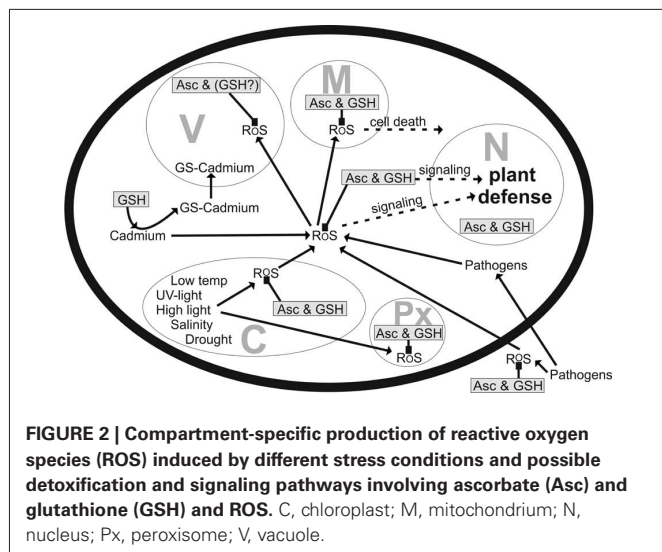 Asc & (GSH?)
V
RoS
GS-Cadmium
GSH
GS-Cadmium
Cadmium
M
Asc & GSH
RoS
cell death
N
plant
defense
Asc & GSH
Asc & GSH
signaling
signaling
RoS
Low temp
UV-light
High light
Salinity
Drought
C
RoS
Asc & GSH
Px
Asc & GSH
RoS
Pathogens
RoS
Asc & GSH
Pathogens
FIGURE 2 | Compartment-specific production of reactive oxygen
species (ROS) induced by different stress conditions and possible
detoxification and signaling pathways involving ascorbate (Asc) and
glutathione (GSH) and ROS. C, chloroplast; M, mitochondrium; N,
nucleus; Px, peroxisome; V, vacuole.